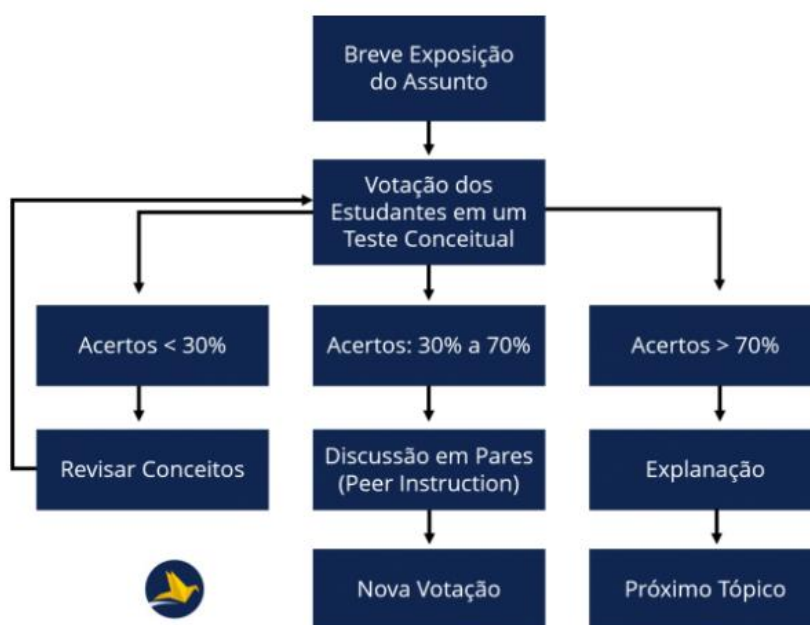 Breve Exposição
do Assunto
Votação dos
Estudantes em um
Teste Conceitual
Acertos < 30%
Acertos: 30% a 70%
Acertos > 70%
Revisar Conceitos
Discussão em Pares
(Peer Instruction)
Explanação
Nova Votação
Próximo Tópico